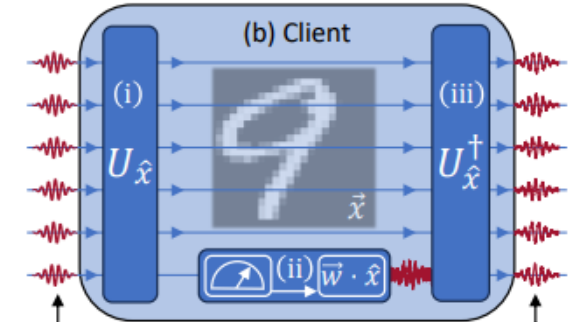 (b) Client
(i)
(iii)
U_x̂
U_x̂^†
x⃗
(ii)
w⃗ · x̂